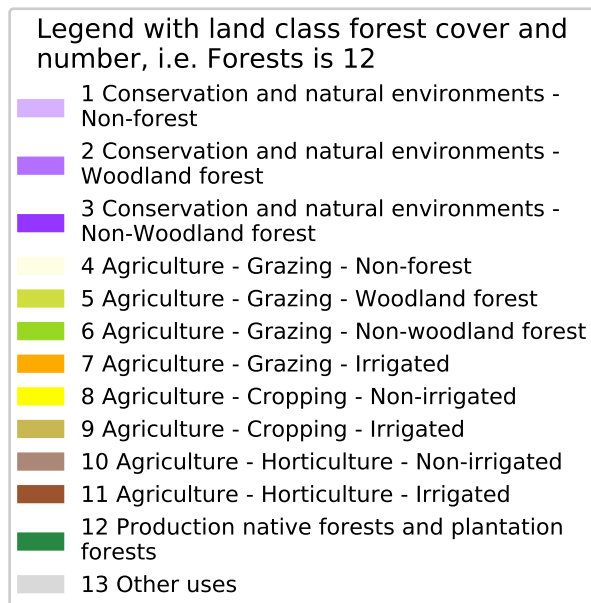 Legend with land class forest cover and
number, i.e. Forests is 12
1 Conservation and natural environments -
Non-forest
2 Conservation and natural environments -
Woodland forest
3 Conservation and natural environments -
Non-Woodland forest
4 Agriculture - Grazing - Non-forest
5 Agriculture - Grazing - Woodland forest
6 Agriculture - Grazing - Non-woodland forest
7 Agriculture - Grazing - Irrigated
8 Agriculture - Cropping - Non-irrigated
9 Agriculture - Cropping - Irrigated
10 Agriculture - Horticulture - Non-irrigated
11 Agriculture - Horticulture - Irrigated
12 Production native forests and plantation
forests
13 Other uses